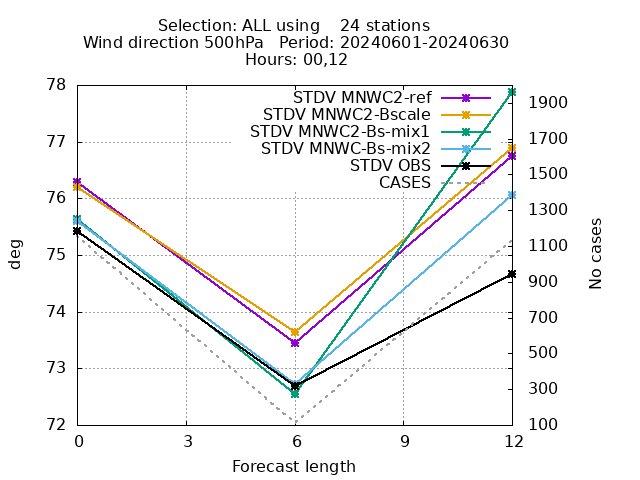 Selection: ALL using    24 stations
Wind direction 500hPa   Period: 20240601-20240630
Hours: 00,12
78
77
76
75
74
73
72
deg
STDV MNWC2-ref
STDV MNWC2-Bscale
STDV MNWC2-Bs-mix1
STDV MNWC-Bs-mix2
STDV OBS
CASES
1900
1700
1500
1300
1100
900
700
500
300
100
No cases
0 3 6 9 12
Forecast length